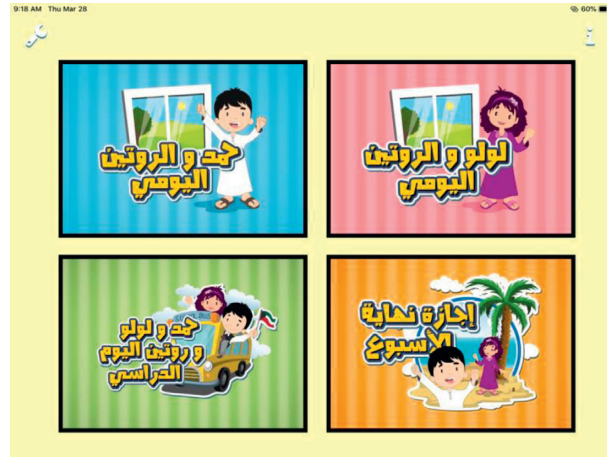 9:18 AM Thu Mar 28
60%
حمد و الروتين
اليومي
لولو و الروتين
اليومي
حمد و لولو
و روتين اليوم
الدراسي
إجازة نهاية
الأسبوع